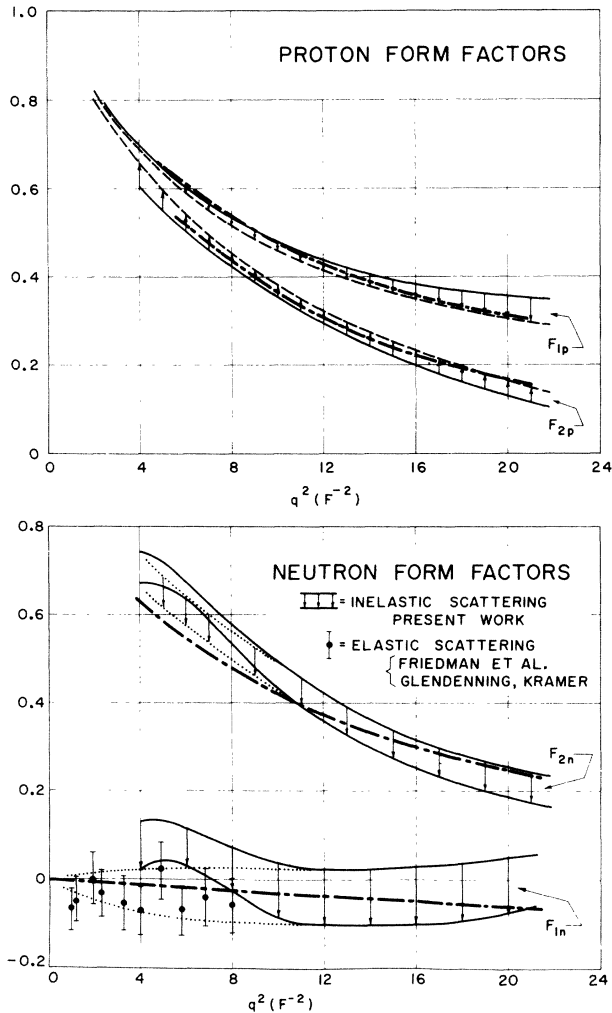 1.0
PROTON FORM FACTORS
0.8
0.6
0.4
F1p
0.2
F2p
0
4 8 12 16 20 24
q² (F⁻²)
0.8
NEUTRON FORM FACTORS
= INELASTIC SCATTERING
PRESENT WORK
0.6
= ELASTIC SCATTERING
FRIEDMAN ET AL.
GLENDENNING, KRAMER
0.4
F2n
0.2
0
F1n
-0.2
0 4 8 12 16 20 24
q² (F⁻²)